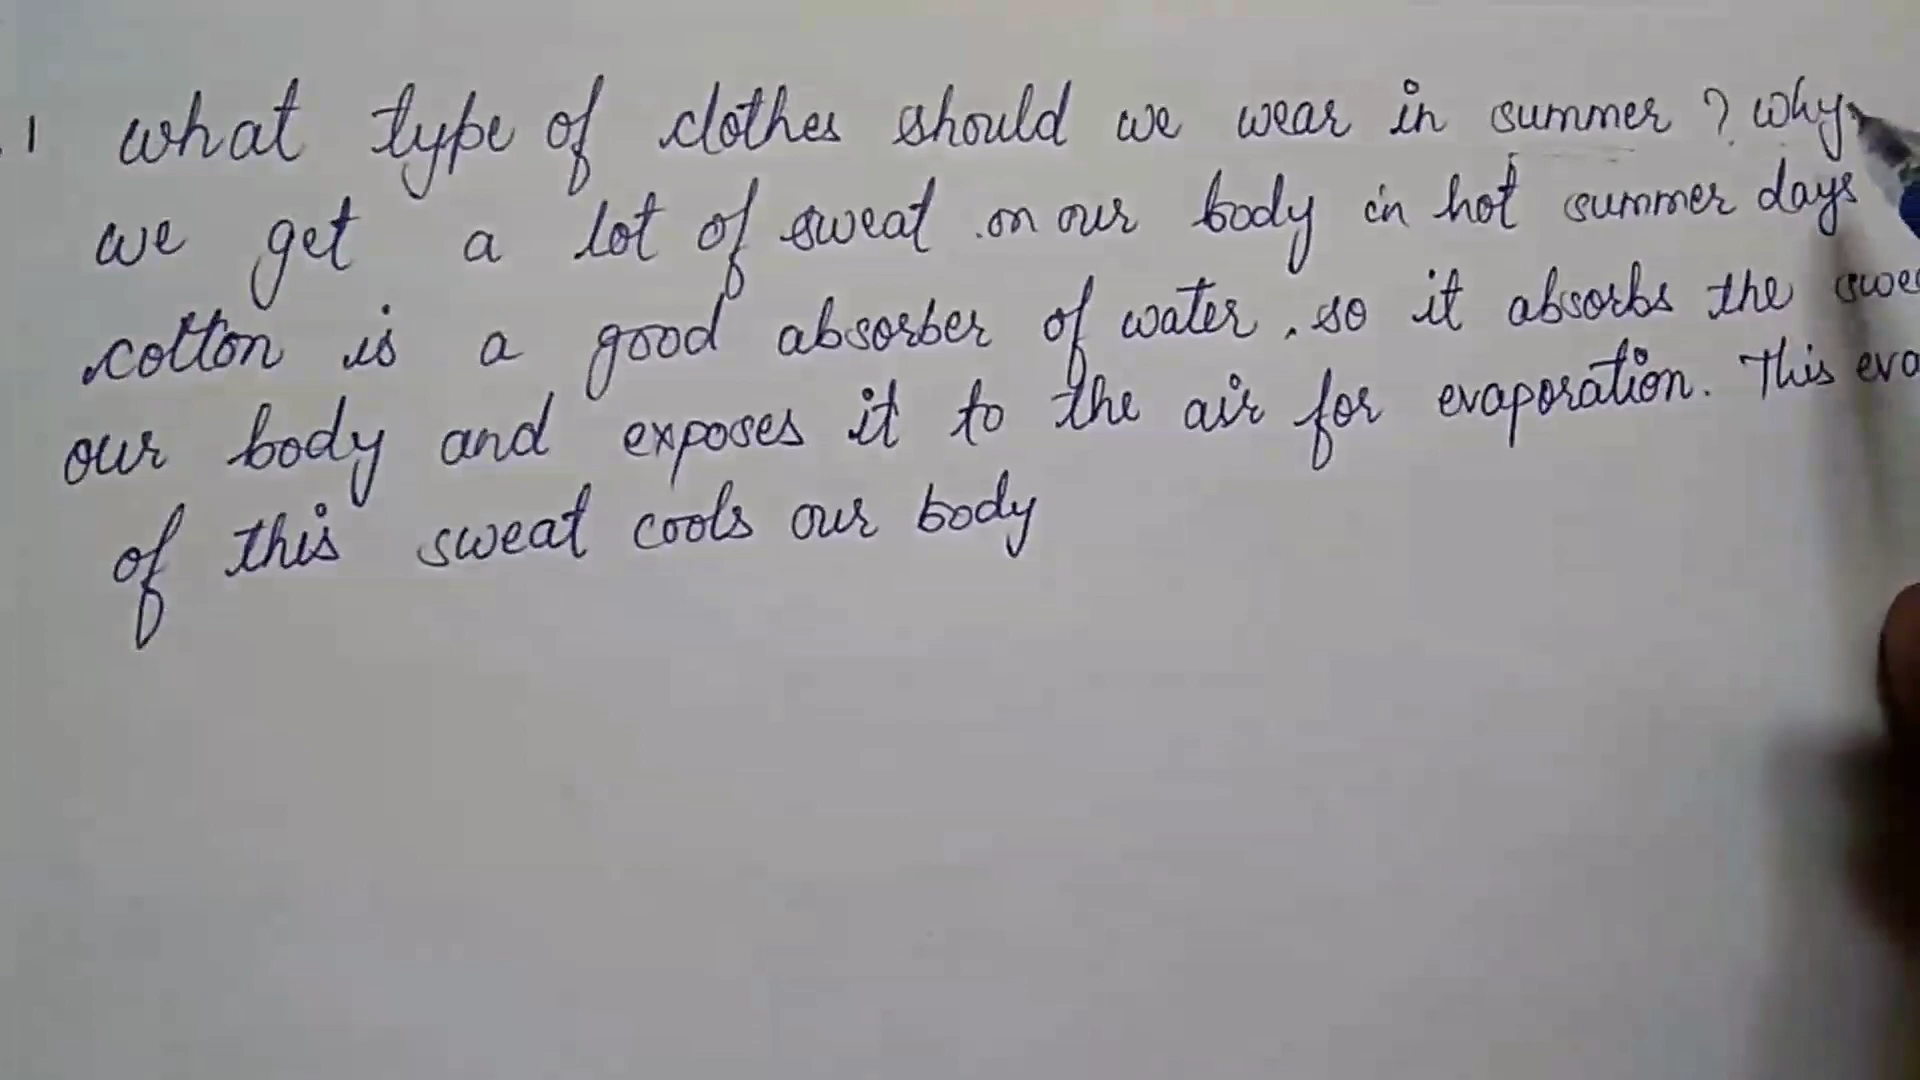 1 what type of clothes should we wear in summer ? why
we get a lot of sweat on our body in hot summer days
cotton is a good absorber of water. so it absorbs the
our body and exposes it to the air for evaporation. This
of this sweat cools our body